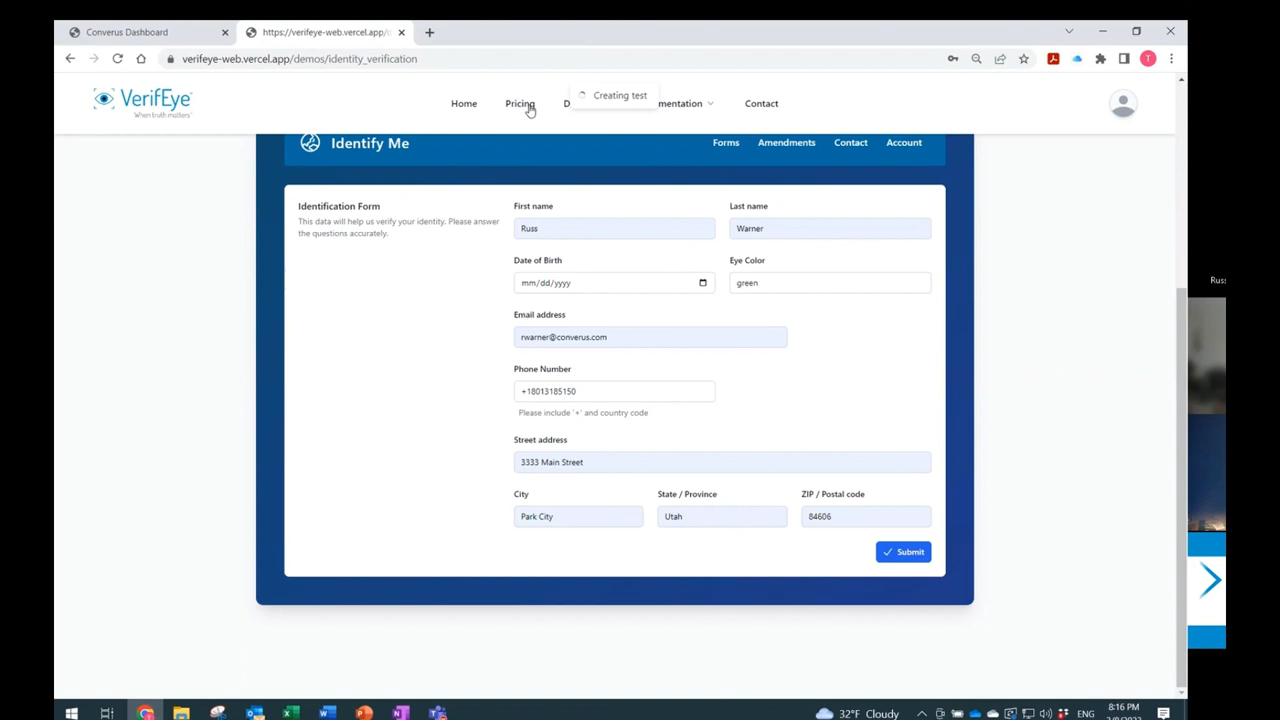 Converus Dashboard
https://verifeye-web.vercel.app/
verifeye-web.vercel.app/demos/identity_verification
T
VerifEye
When truth matters
Home
Pricing
D
Creating test
mentation
Contact
Identify Me
Forms
Amendments
Contact
Account
Identification Form
This data will help us verify your identity. Please answer
the questions accurately.
First name
Last name
Russ
Warner
Date of Birth
Eye Color
mm/dd/yyyy
green
Email address
rwarner@converus.com
Phone Number
+18013185150
Please include '+' and country code
Street address
3333 Main Street
City
State / Province
ZIP / Postal code
Park City
Utah
84606
Submit
Russ
32°F Cloudy
ENG
8:16 PM